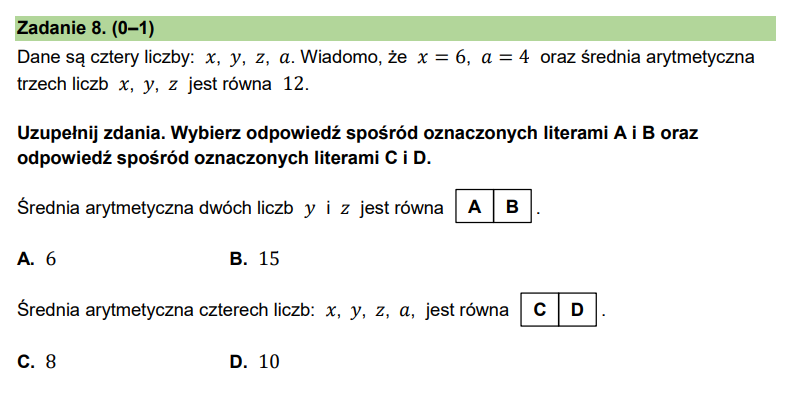 Zadanie 8. (0–1)
Dane są cztery liczby: x, y, z, a. Wiadomo, że x = 6, a = 4 oraz średnia arytmetyczna
trzech liczb x, y, z jest równa 12.
Uzupełnij zdania. Wybierz odpowiedź spośród oznaczonych literami A i B oraz
odpowiedź spośród oznaczonych literami C i D.
Średnia arytmetyczna dwóch liczb y i z jest równa A B .
A. 6 B. 15
Średnia arytmetyczna czterech liczb: x, y, z, a, jest równa C D .
C. 8 D. 10